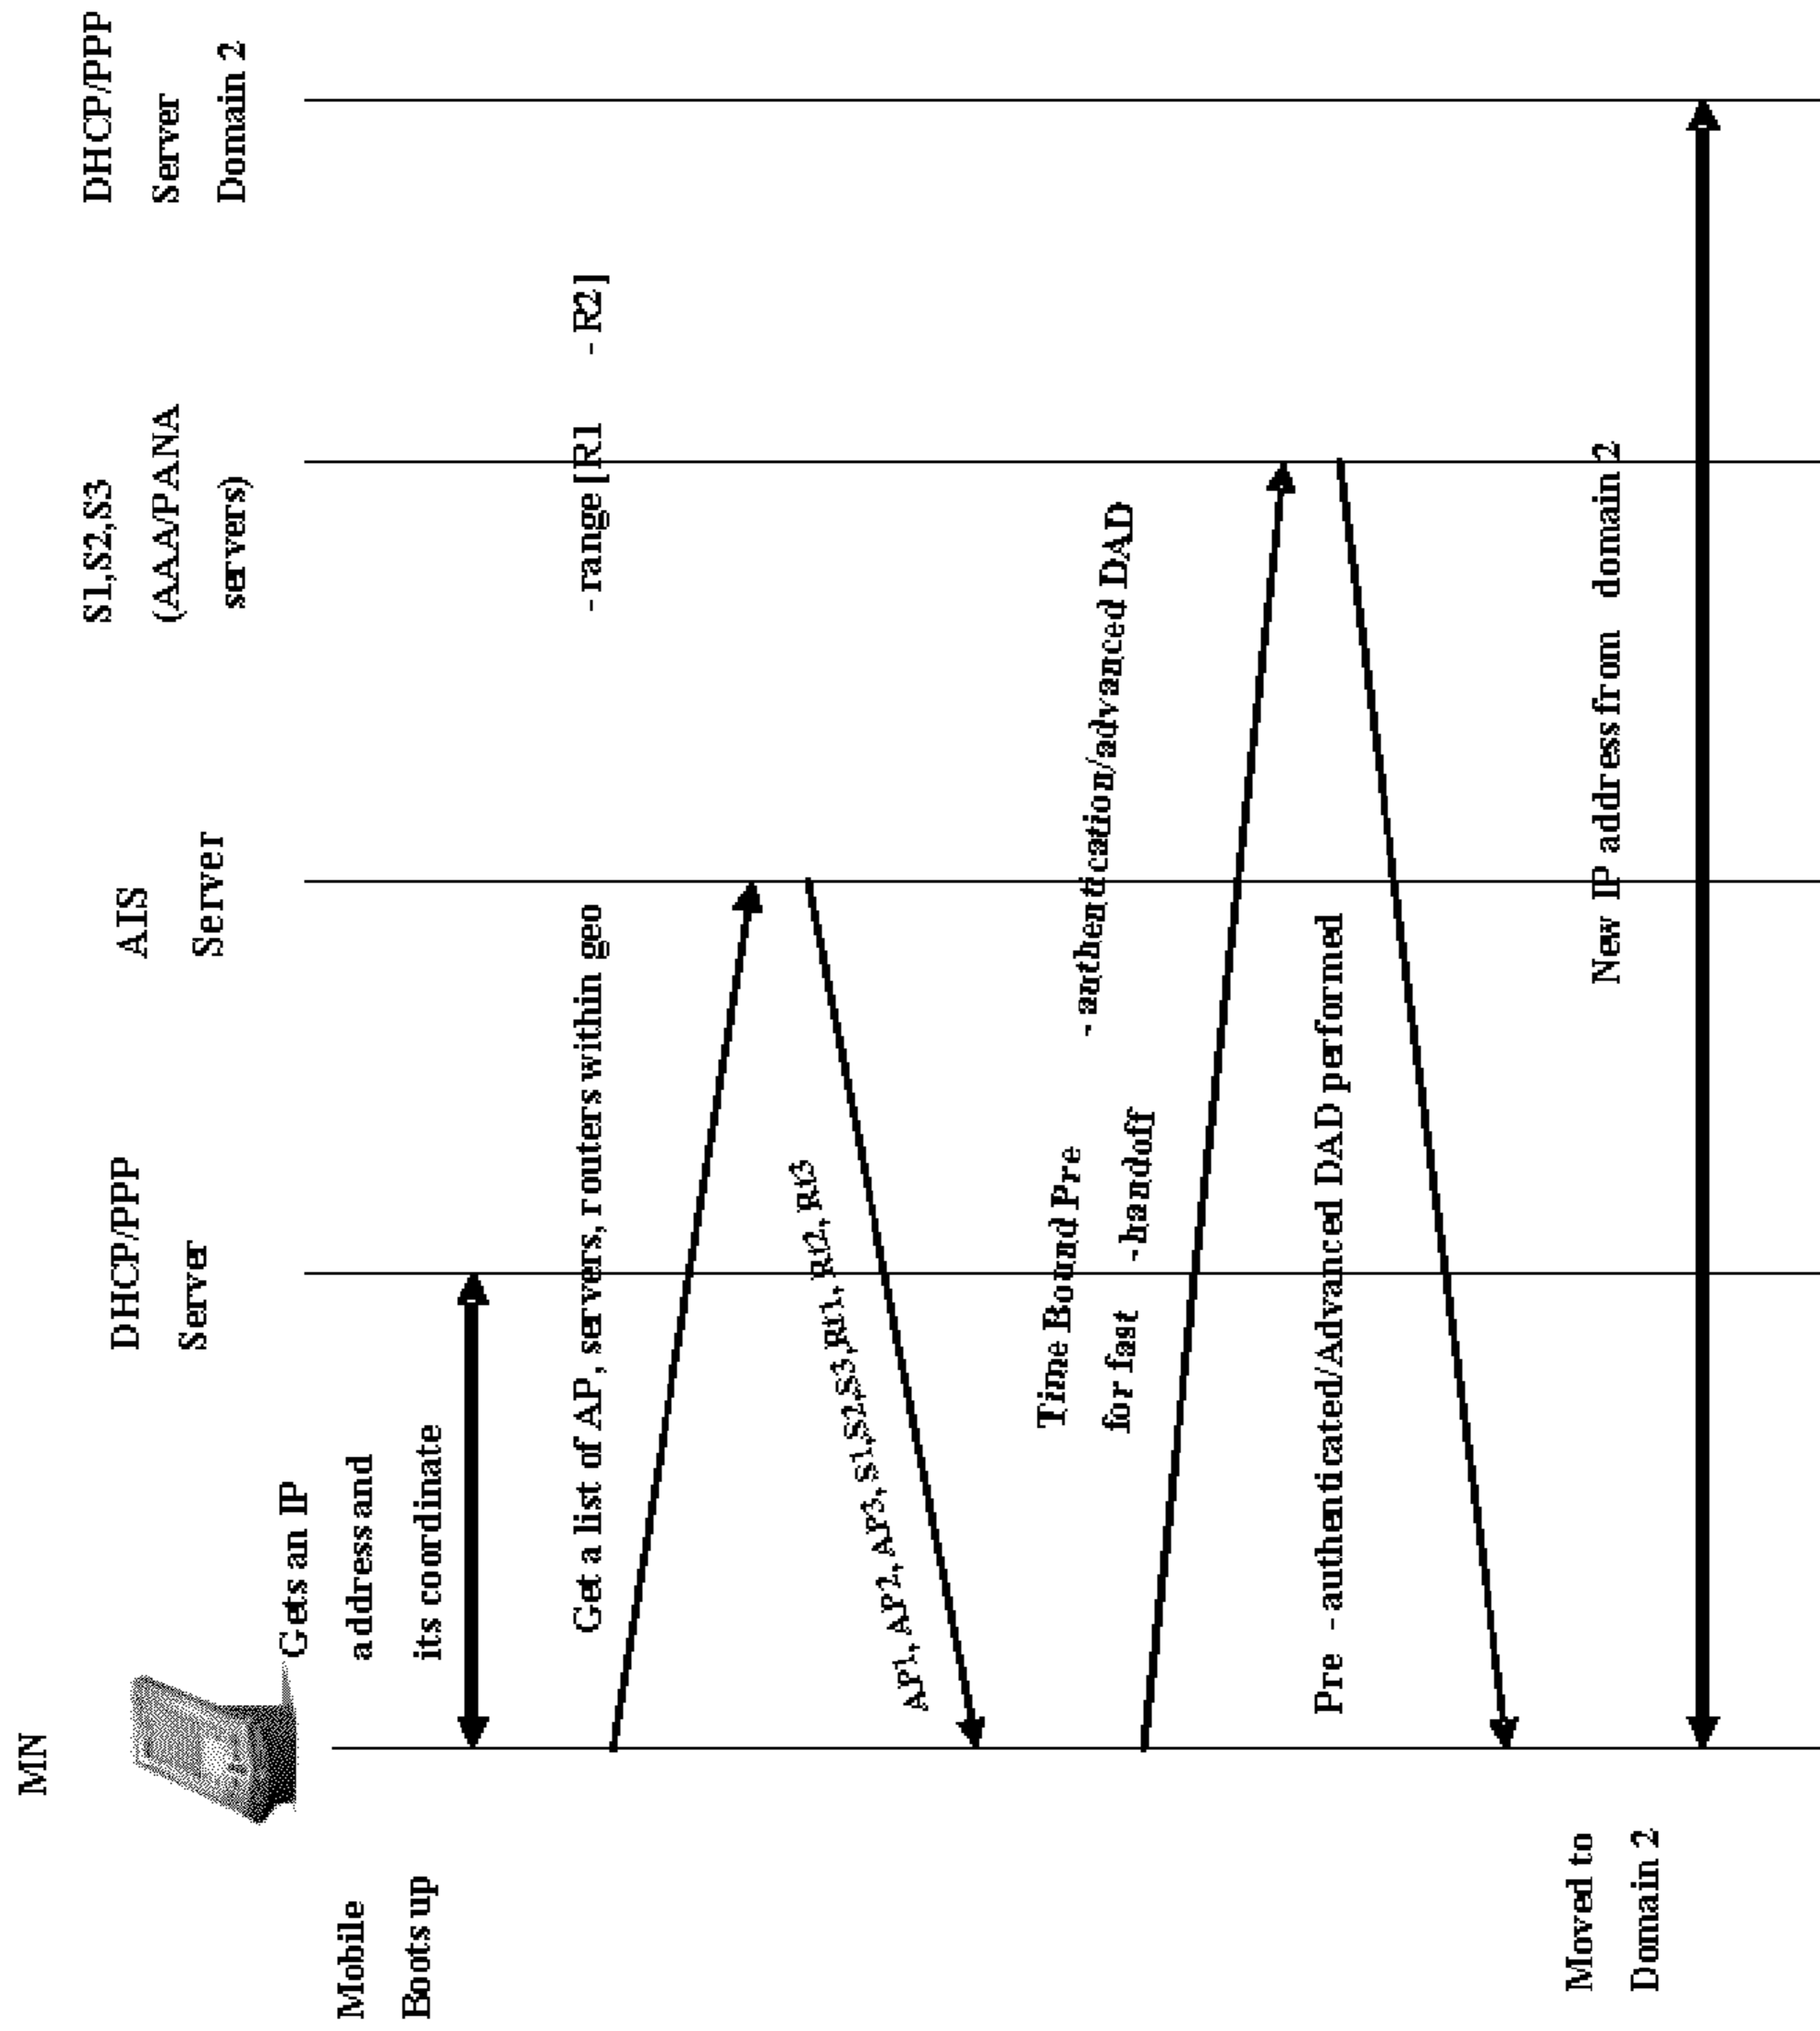 MN
DHCP/PPP
Server
AIS
Server
S1,S2,S3
(AAA/PANA
servers)
DHCP/PPP
Server
Domain 2
Mobile
Boots up
Gets an IP
address and
its coordinate
Get a list of AP, servers, routers within geo -range [R1 - R2]
AP1, AP2, AP3, S1,S2,S3,Rt1, Rt2, Rt3
Time Bound Pre -authentication/advanced DAD
for fast -handoff
Pre -authenticated/Advanced DAD performed
Moved to
Domain 2
New IP address from domain 2